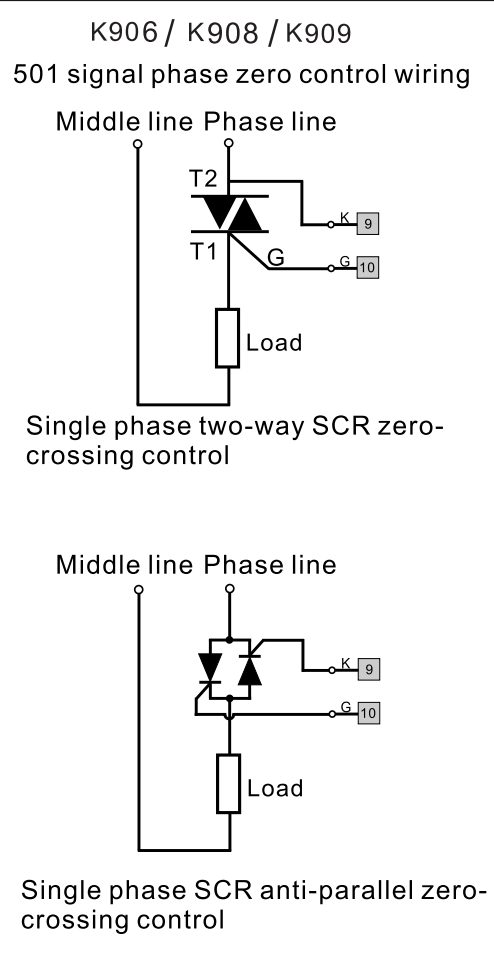 K906 / K908 / K909
501 signal phase zero control wiring
Middle line Phase line
T2
K 9
T1 G
G 10
Load
Single phase two-way SCR zero-
crossing control
Middle line Phase line
K 9
G 10
Load
Single phase SCR anti-parallel zero-
crossing control